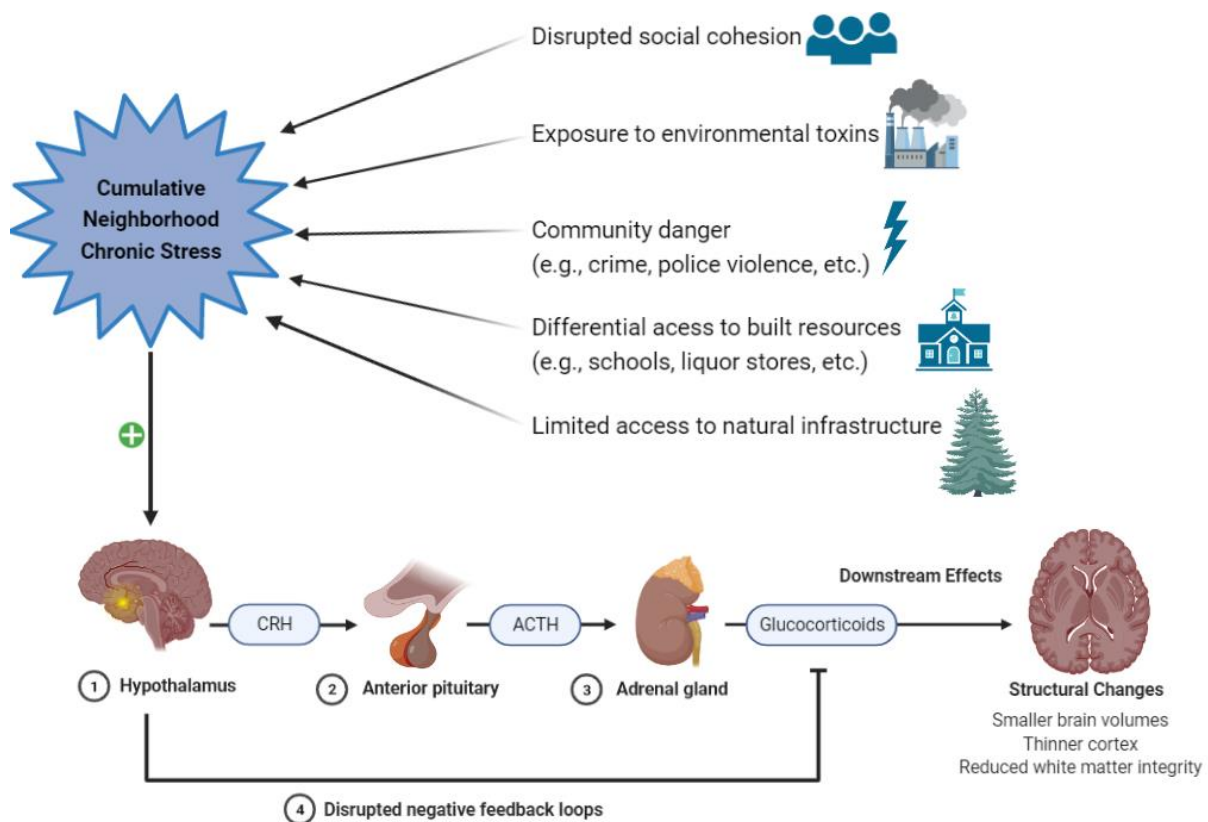 Disrupted social cohesion
Exposure to environmental toxins
Cumulative
Neighborhood
Chronic Stress
Community danger
(e.g., crime, police violence, etc.)
Differential acess to built resources
(e.g., schools, liquor stores, etc.)
Limited access to natural infrastructure
Downstream Effects
CRH
ACTH
Glucocorticoids
1 Hypothalamus
2 Anterior pituitary
3 Adrenal gland
Structural Changes
Smaller brain volumes
Thinner cortex
Reduced white matter integrity
4 Disrupted negative feedback loops